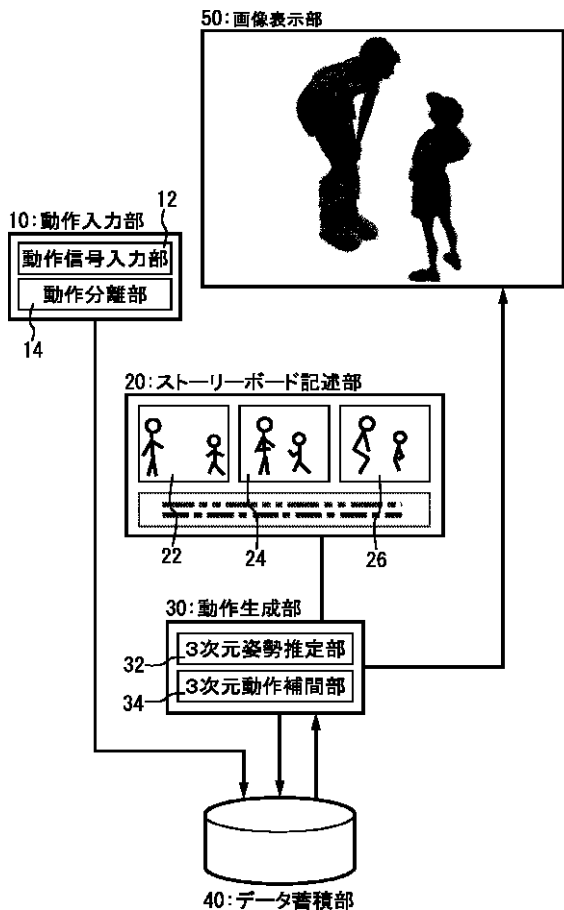 50:画像表示部
10:動作入力部
12
動作信号入力部
動作分離部
14
20:ストーリーボード記述部
22
24
26
30:動作生成部
32
3次元姿勢推定部
34
3次元動作補間部
40:データ蓄積部